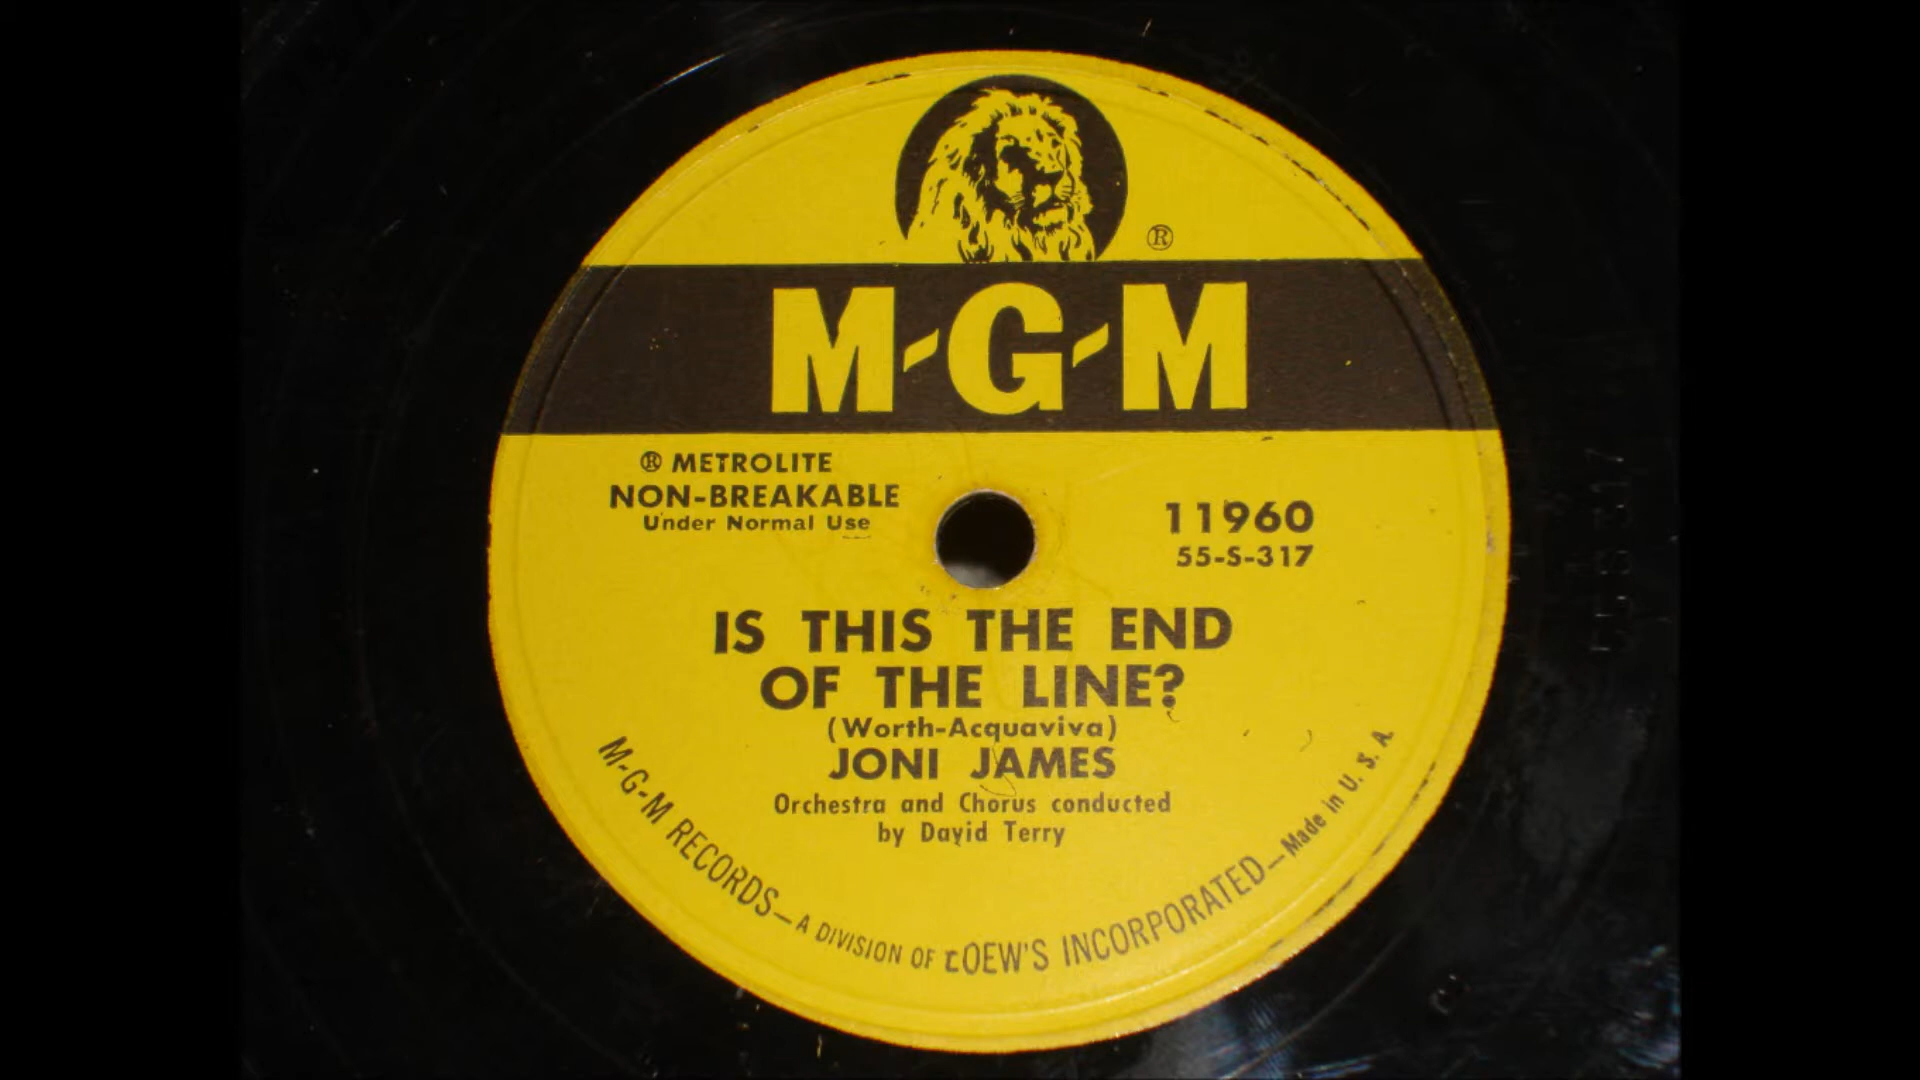 ®
M-G-M
® METROLITE
NON-BREAKABLE
Under Normal Use
11960
55-S-317
IS THIS THE END
OF THE LINE?
(Worth-Acquaviva)
JONI JAMES
Orchestra and Chorus conducted
by David Terry
M-G-M RECORDS—A DIVISION OF LOEW'S INCORPORATED—Made in U. S. A.